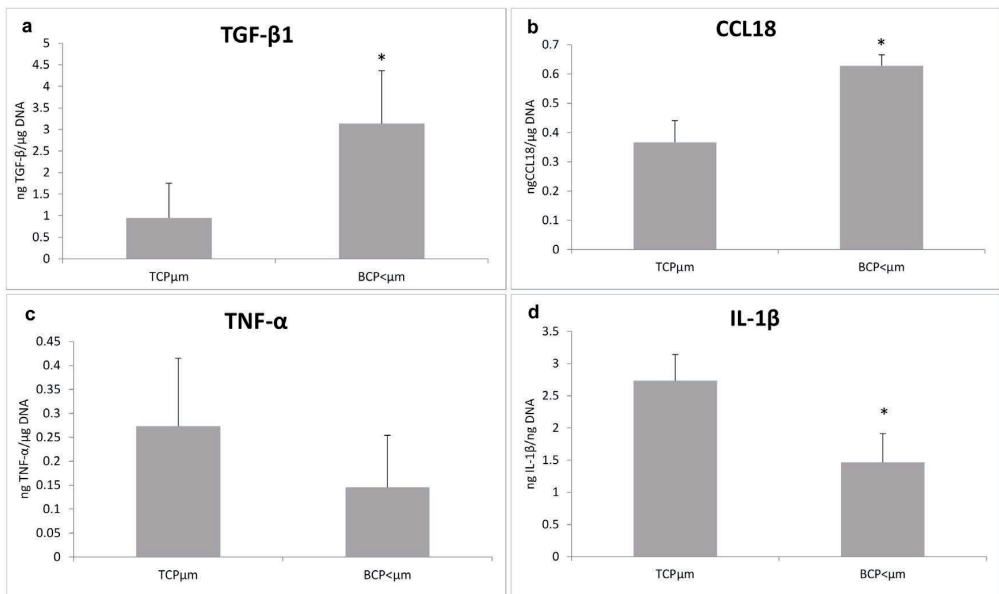 a
TGF-β1
ng TGF-β/μg DNA
5
4.5
4
3.5
3
2.5
2
1.5
1
0.5
0
*
TCPμm
BCP<μm
b
CCL18
ngCCL18/μg DNA
0.7
0.6
0.5
0.4
0.3
0.2
0.1
0
*
TCPμm
BCP<μm
c
TNF-α
ng TNF-α/μg DNA
0.45
0.4
0.35
0.3
0.25
0.2
0.15
0.1
0.05
0
TCPμm
BCP<μm
d
IL-1β
ng IL-1β/ng DNA
3.5
3
2.5
2
1.5
1
0.5
0
*
TCPμm
BCP<μm